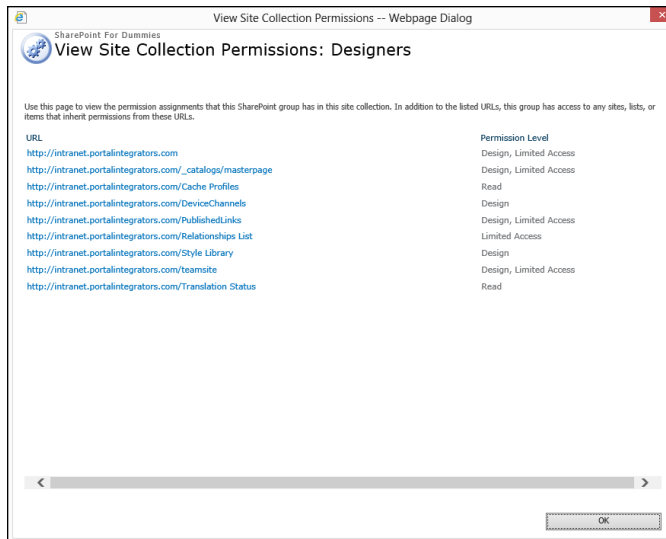 View Site Collection Permissions -- Webpage Dialog
SharePoint For Dummies
View Site Collection Permissions: Designers
Use this page to view the permission assignments that this SharePoint group has in this site collection. In addition to the listed URLs, this group has access to any sites, lists, or
items that inherit permissions from these URLs.
URL Permission Level
http://intranet.portalintegrators.com Design, Limited Access
http://intranet.portalintegrators.com/_catalogs/masterpage Design, Limited Access
http://intranet.portalintegrators.com/Cache Profiles Read
http://intranet.portalintegrators.com/DeviceChannels Design
http://intranet.portalintegrators.com/PublishedLinks Design, Limited Access
http://intranet.portalintegrators.com/Relationships List Limited Access
http://intranet.portalintegrators.com/Style Library Design
http://intranet.portalintegrators.com/teamsite Design, Limited Access
http://intranet.portalintegrators.com/Translation Status Read
OK